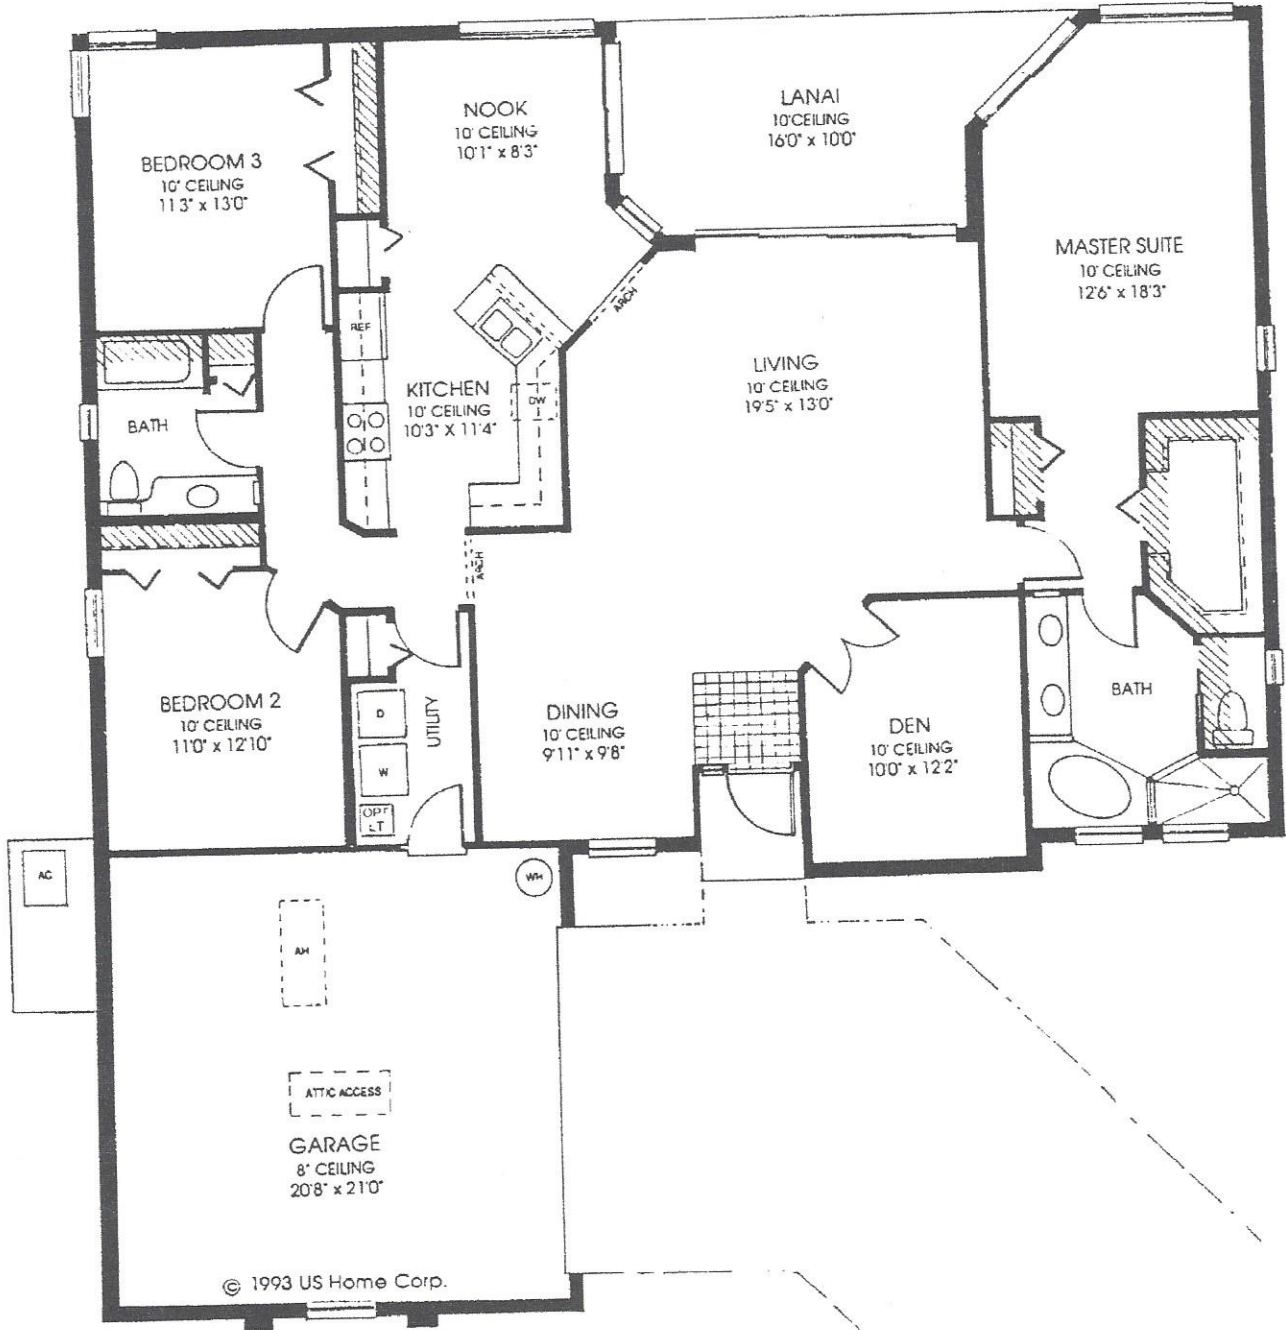 NOOK
10' CEILING
10'1" x 8'3"
LANAI
10'CEILING
16'0" x 10'0"
BEDROOM 3
10' CEILING
11'3" x 13'0"
MASTER SUITE
10' CEILING
12'6" x 18'3"
ARCH
REF
LIVING
10' CEILING
19'5" x 13'0"
KITCHEN
10' CEILING
10'3" X 11'4"
DW
BATH
ARCH
BEDROOM 2
10' CEILING
11'0" x 12'10"
D
W
OPT
LT
UTILITY
DINING
10' CEILING
9'11" x 9'8"
DEN
10' CEILING
10'0" x 12'2"
BATH
AC
WH
AH
ATTIC ACCESS
GARAGE
8' CEILING
20'8" x 21'0"
© 1993 US Home Corp.